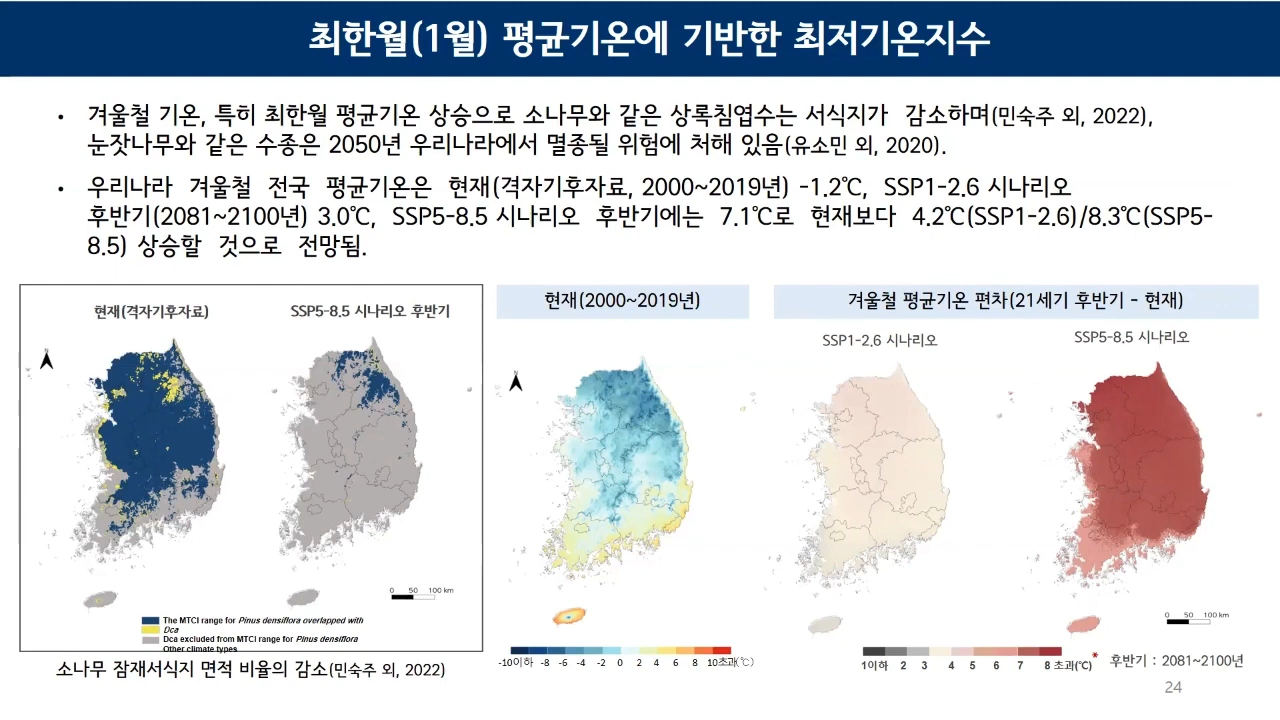 최한월(1월) 평균기온에 기반한 최저기온지수
• 겨울철 기온, 특히 최한월 평균기온 상승으로 소나무와 같은 상록침엽수는 서식지가 감소하며(민숙주 외, 2022),
눈잣나무와 같은 수종은 2050년 우리나라에서 멸종될 위험에 처해 있음(유소민 외, 2020).
• 우리나라 겨울철 전국 평균기온은 현재(격자기후자료, 2000~2019년) -1.2℃, SSP1-2.6 시나리오
후반기(2081~2100년) 3.0℃, SSP5-8.5 시나리오 후반기에는 7.1℃로 현재보다 4.2℃(SSP1-2.6)/8.3℃(SSP5-
8.5) 상승할 것으로 전망됨.
현재(격자기후자료)
SSP5-8.5 시나리오 후반기
N
0 50 100 km
The MTCI range for Pinus densiflora overlapped with
Dca
Dca excluded from MTCI range for Pinus densiflora
Other climate types
소나무 잠재서식지 면적 비율의 감소(민숙주 외, 2022)
현재(2000~2019년)
N
-10이하 -8 -6 -4 -2 0 2 4 6 8 10초과(℃)
겨울철 평균기온 편차(21세기 후반기 - 현재)
SSP1-2.6 시나리오
SSP5-8.5 시나리오
0 50 100 km
1이하 2 3 4 5 6 7 8 초과(℃)
* 후반기 : 2081~2100년
24